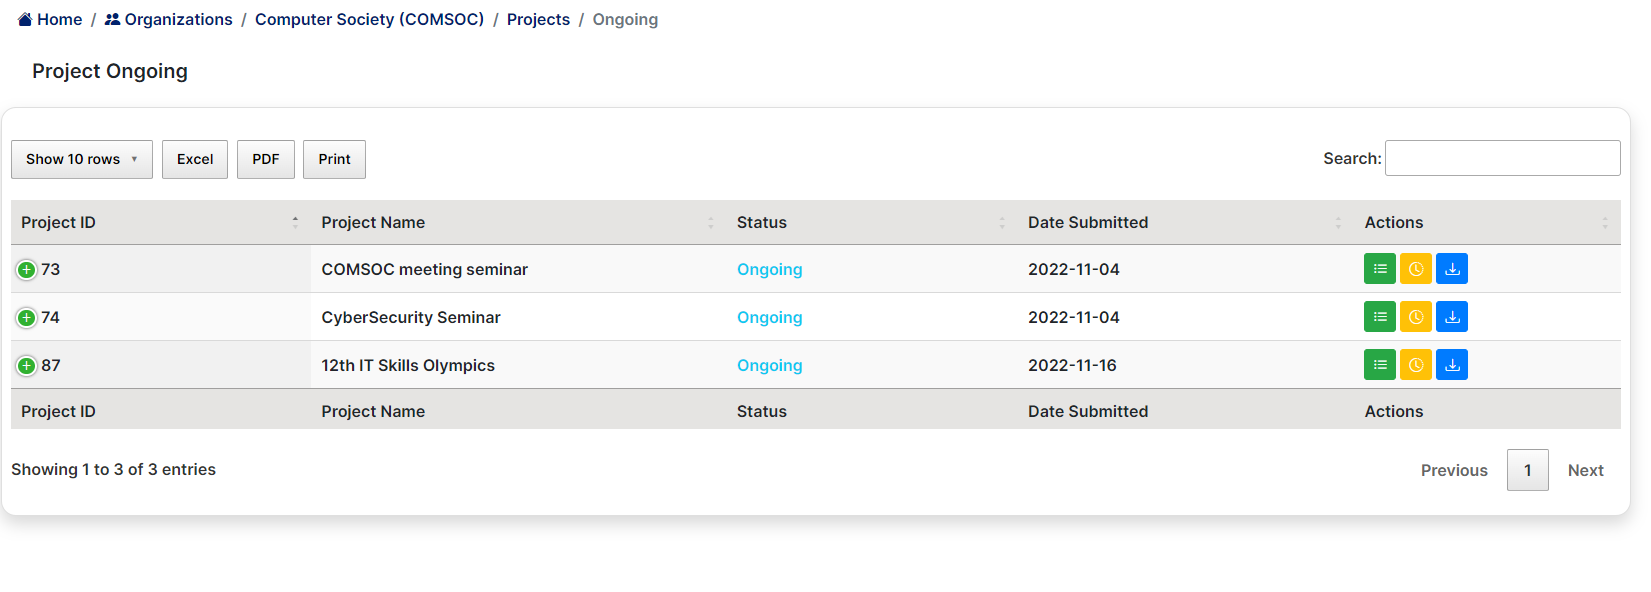 Home / Organizations / Computer Society (COMSOC) / Projects / Ongoing
Project Ongoing
Show 10 rows Excel PDF Print Search:
Project ID Project Name Status Date Submitted Actions
73 COMSOC meeting seminar Ongoing 2022-11-04
74 CyberSecurity Seminar Ongoing 2022-11-04
87 12th IT Skills Olympics Ongoing 2022-11-16
Project ID Project Name Status Date Submitted Actions
Showing 1 to 3 of 3 entries Previous 1 Next